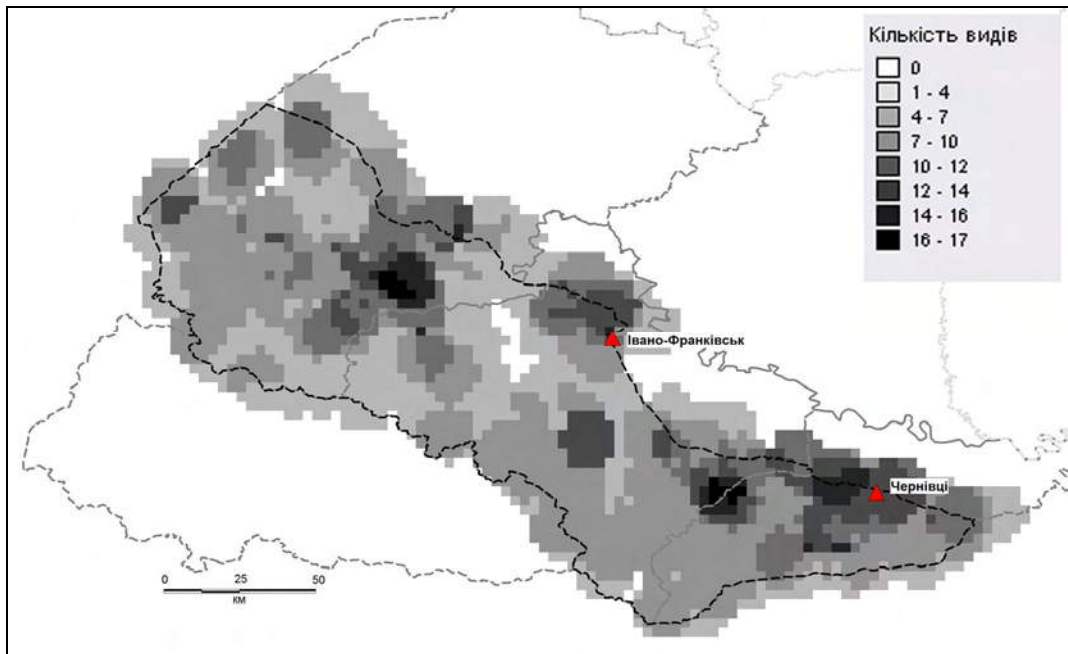 Кількість видів
0
1 - 4
4 - 7
7 - 10
10 - 12
12 - 14
14 - 16
16 - 17
Івано-Франківськ
Чернівці
0 25 50
км